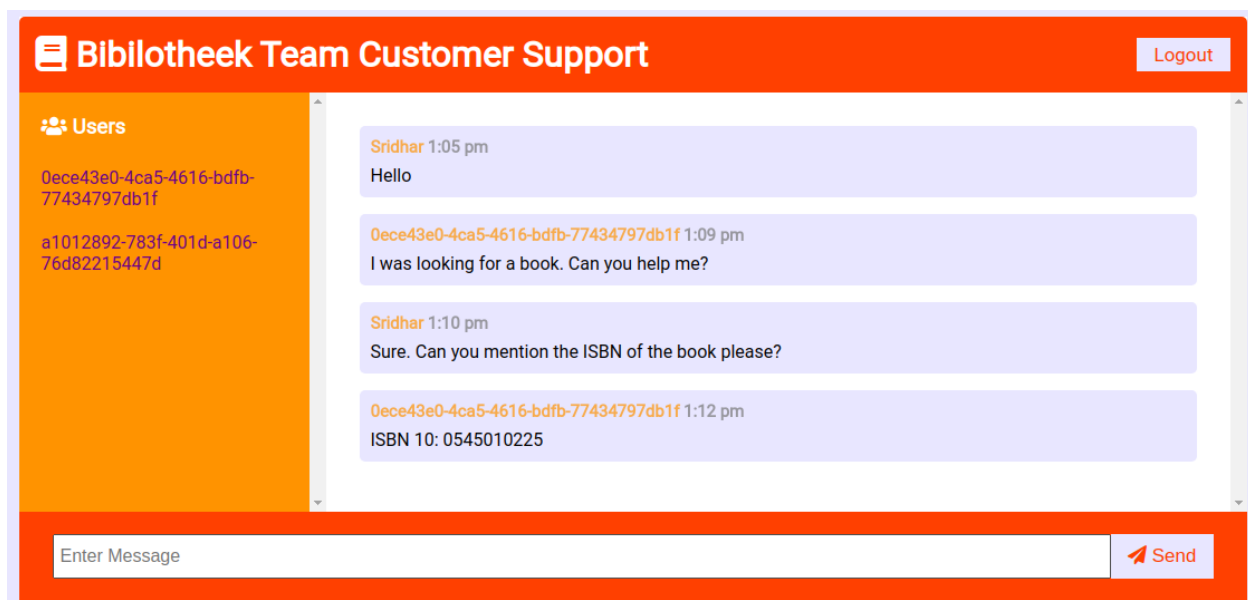 Bibilotheek Team Customer Support
Logout
Users
0ece43e0-4ca5-4616-bdfb-
77434797db1f
a1012892-783f-401d-a106-
76d82215447d
Sridhar 1:05 pm
Hello
0ece43e0-4ca5-4616-bdfb-77434797db1f 1:09 pm
I was looking for a book. Can you help me?
Sridhar 1:10 pm
Sure. Can you mention the ISBN of the book please?
0ece43e0-4ca5-4616-bdfb-77434797db1f 1:12 pm
ISBN 10: 0545010225
Enter Message
Send